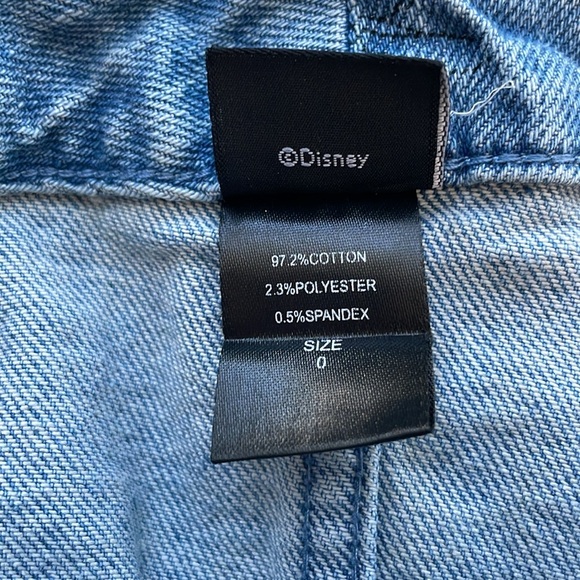 ©Disney
97.2%COTTON
2.3%POLYESTER
0.5%SPANDEX
SIZE
0